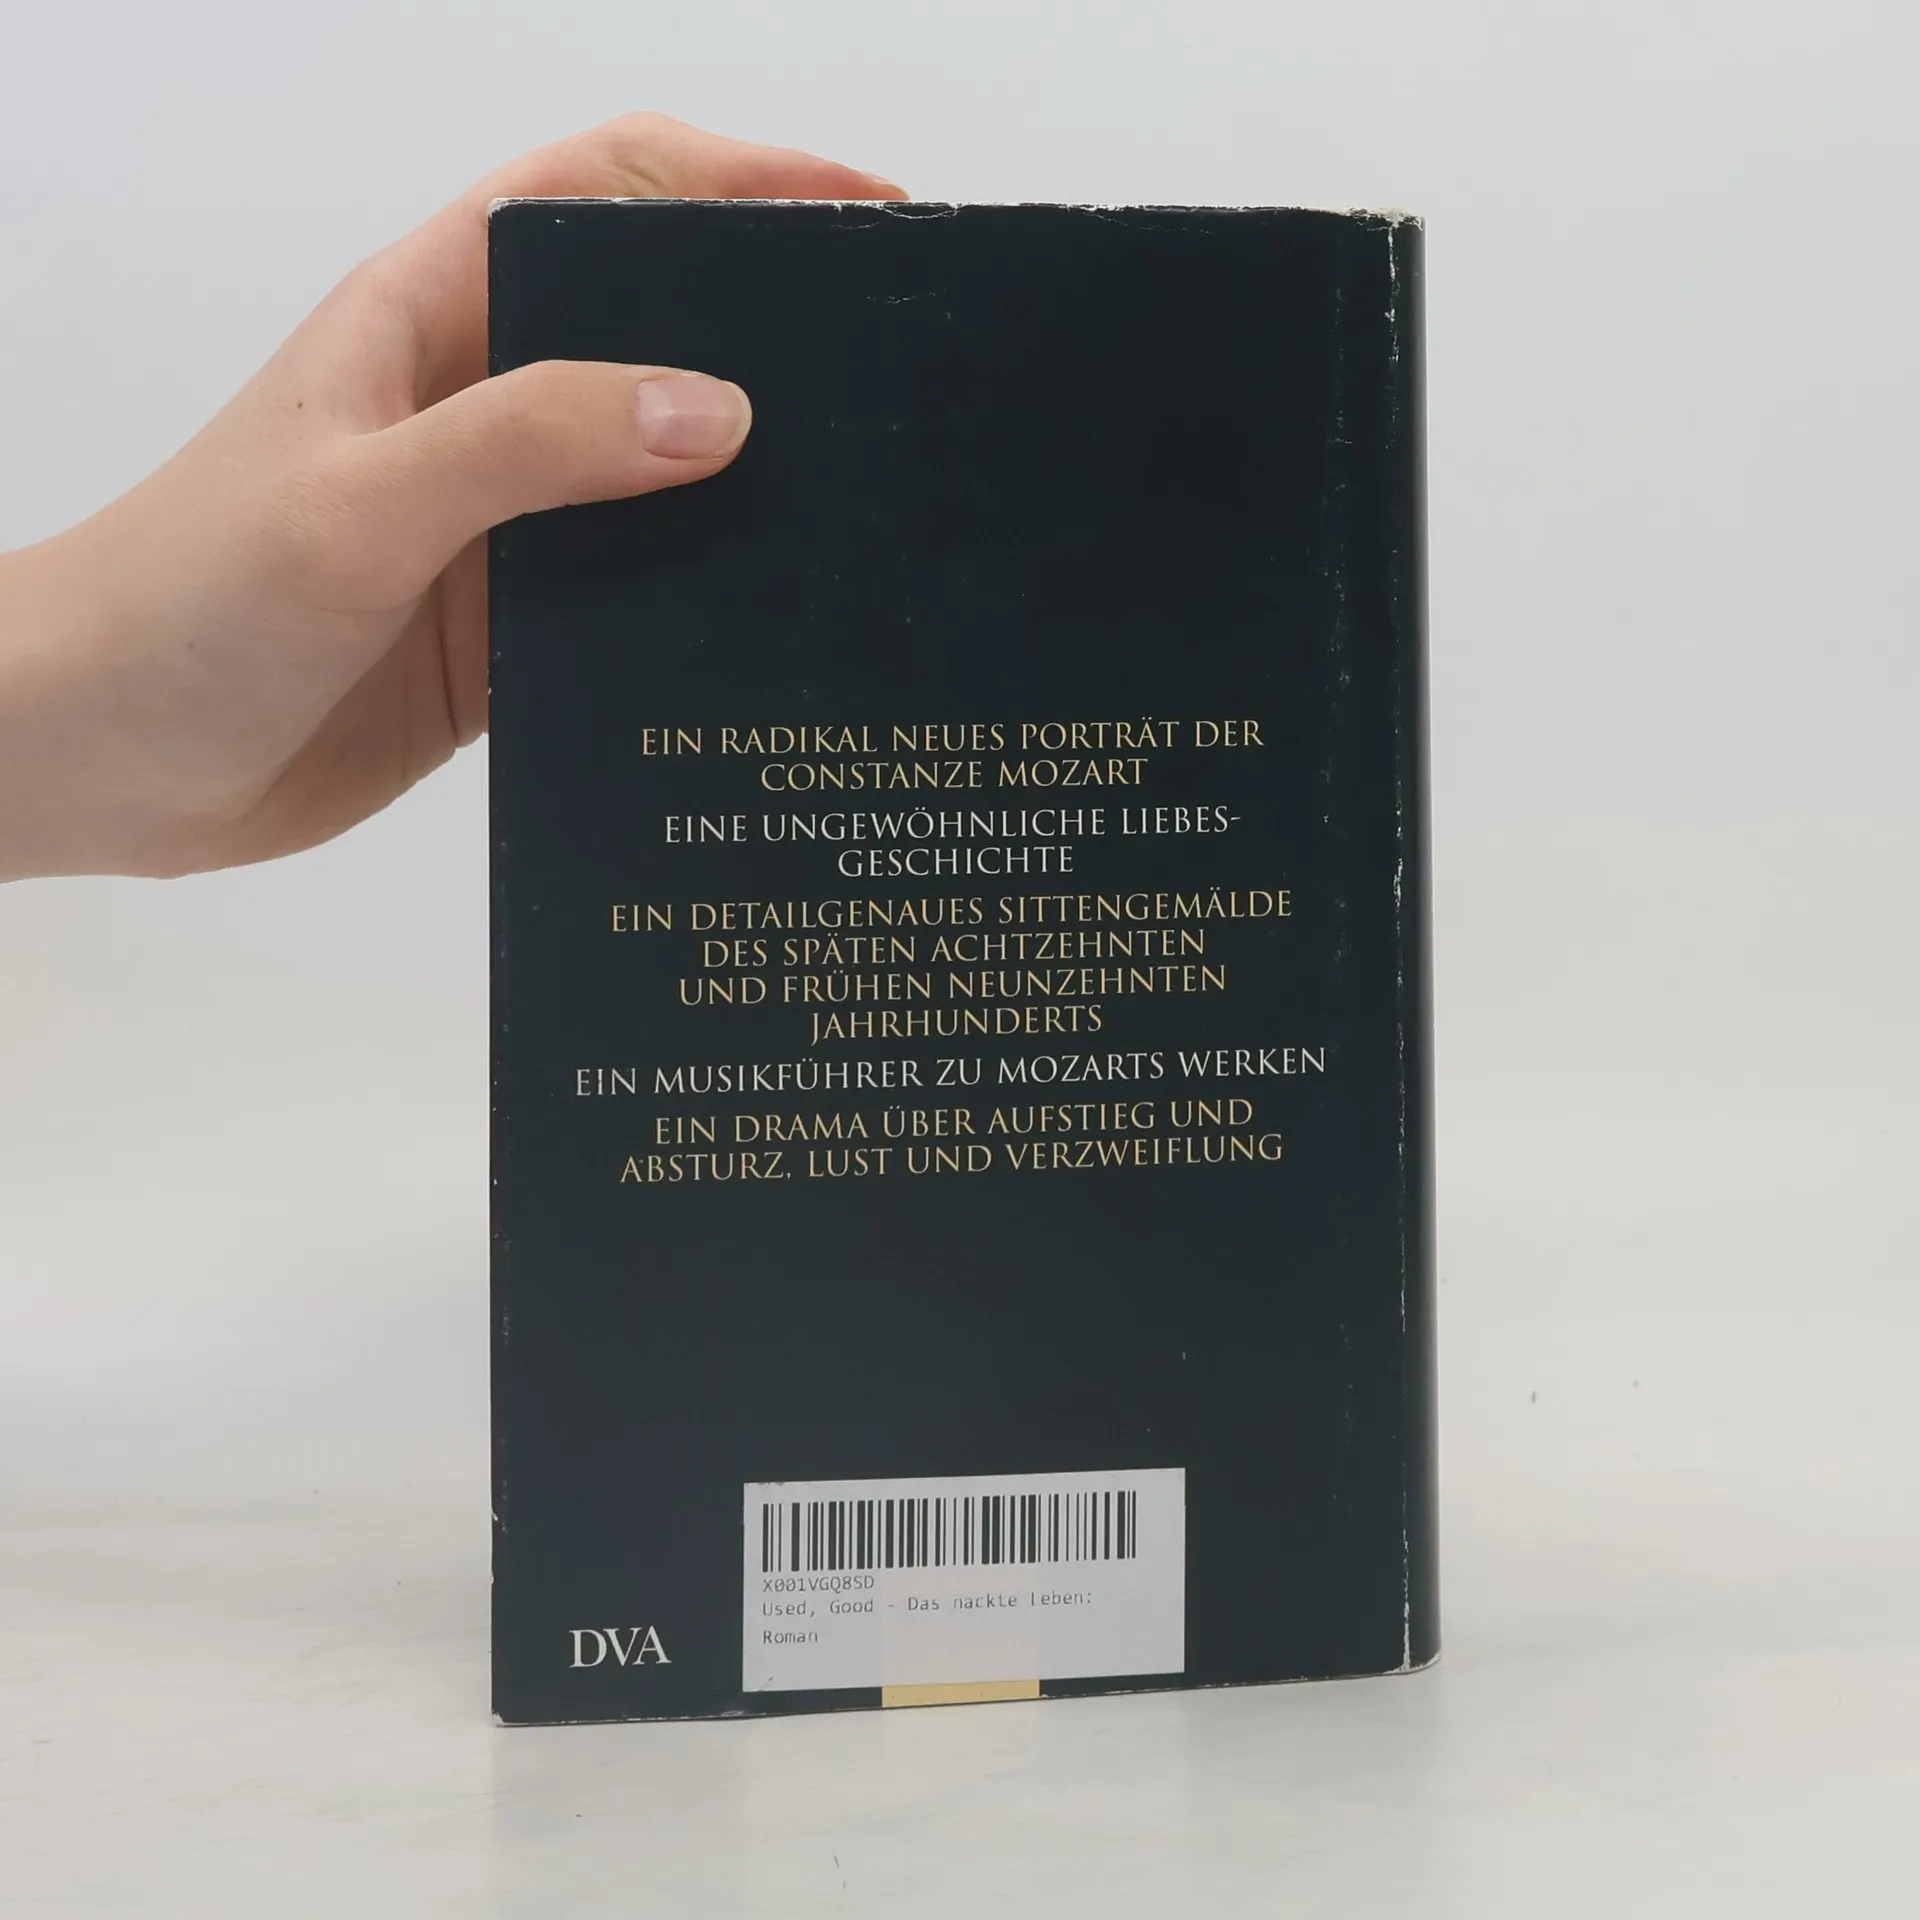 EIN RADIKAL NEUES PORTRÄT DER
CONSTANZE MOZART
EINE UNGEWÖHNLICHE LIEBES-
GESCHICHTE
EIN DETAILGENAUES SITTENGEMÄLDE
DES SPÄTEN ACHTZEHNTEN
UND FRÜHEN NEUNZEHNTEN
JAHRHUNDERTS
EIN MUSIKFÜHRER ZU MOZARTS WERKEN
EIN DRAMA ÜBER AUFSTIEG UND
ABSTURZ, LUST UND VERZWEIFLUNG
X001VGQ8SD
Used, Good - Das nackte Leben:
Roman
DVA